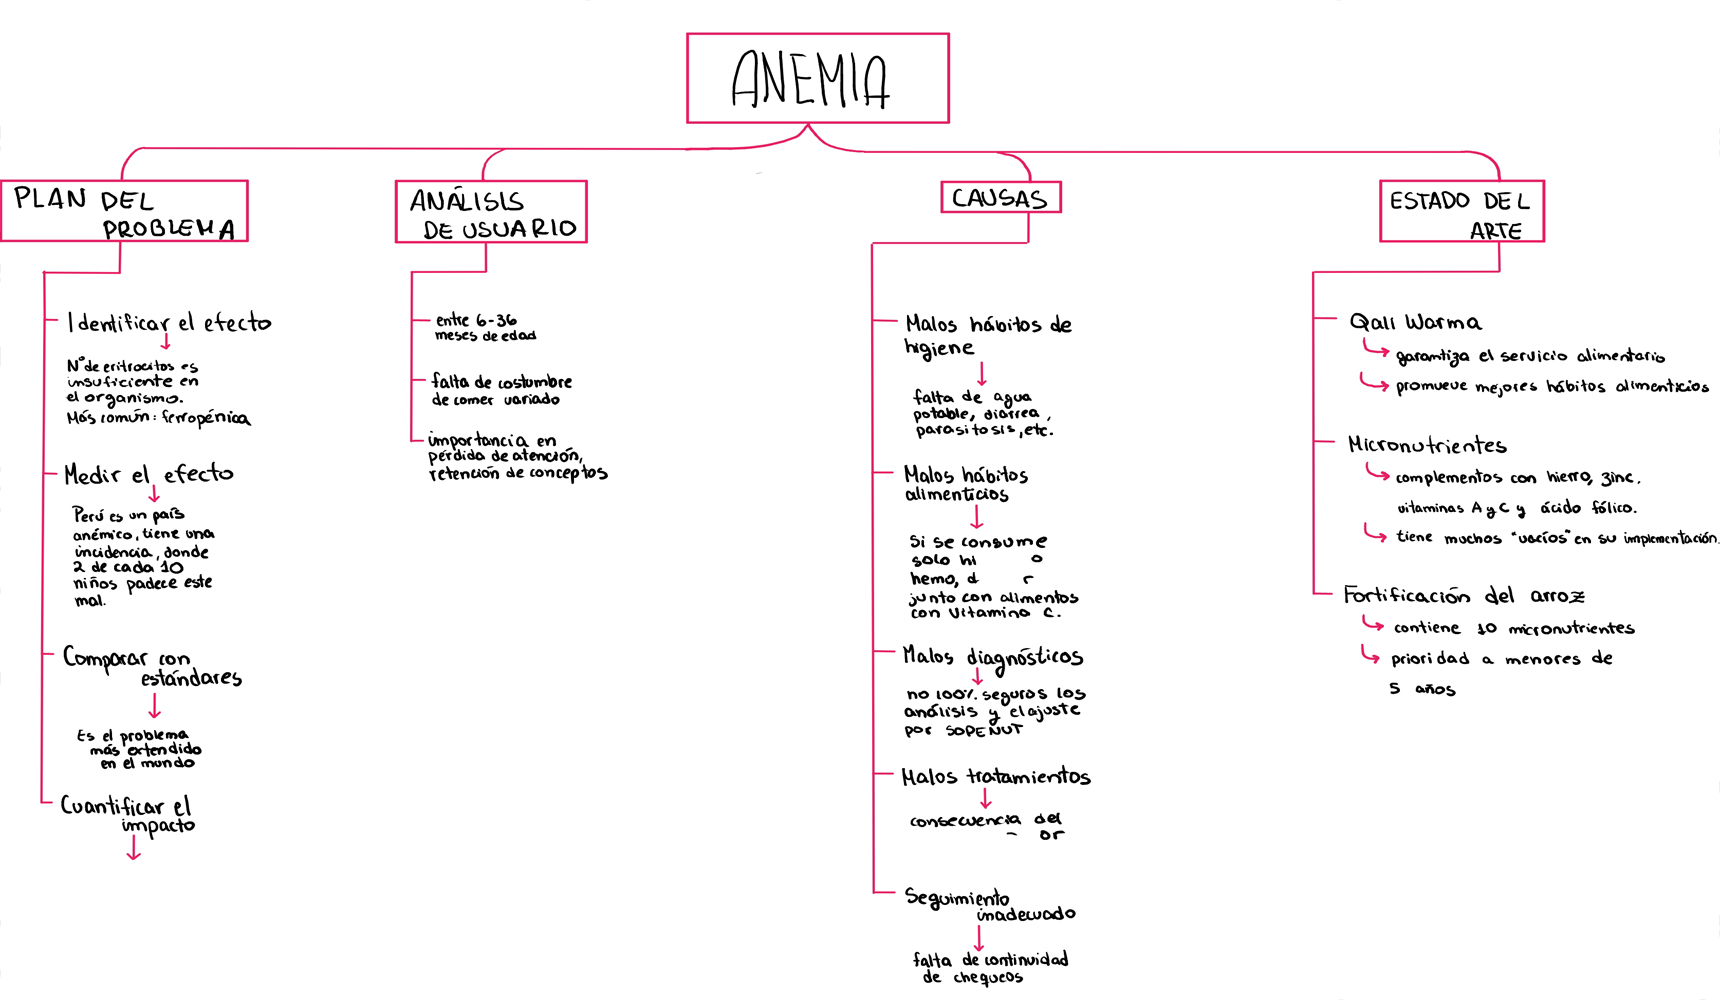 ANEMIA
PLAN DEL
PROBLEMA
Identificar el efecto
N° de eritrocitos es
insuficiente en
el organismo.
Más común: ferropénica
Medir el efecto
Perú es un país
anémico, tiene una
incidencia, donde
2 de cada 10
niños padece este
mal.
Comparar con
estándares
Es el problema
más extendido
en el mundo
Cuantificar el
impacto
ANÁLISIS
DE USUARIO
entre 6-36
meses de edad
falta de costumbre
de comer variado
importancia en
pérdida de atención,
retención de conceptos
CAUSAS
Malos hábitos de
higiene
falta de agua
potable, diarrea,
parasitosis, etc.
Malos hábitos
alimenticios
Si se consume
solo
hemo,
junto con alimentos
con vitamina C.
Malos diagnósticos
no 100% seguros los
análisis y el ajuste
por SOPENUT
Malos tratamientos
consecuencia del
Seguimiento
inadecuado
falta de continuidad
de chequeos
ESTADO DEL
ARTE
Qali Warma
garantiza el servicio alimentario
promueve mejores hábitos alimenticios
Micronutrientes
complementos con hierro, zinc.
vitaminas A y C y ácido fólico.
tiene muchos "vacíos" en su implementación.
Fortificación del arroz
contiene 10 micronutrientes
prioridad a menores de
5 años